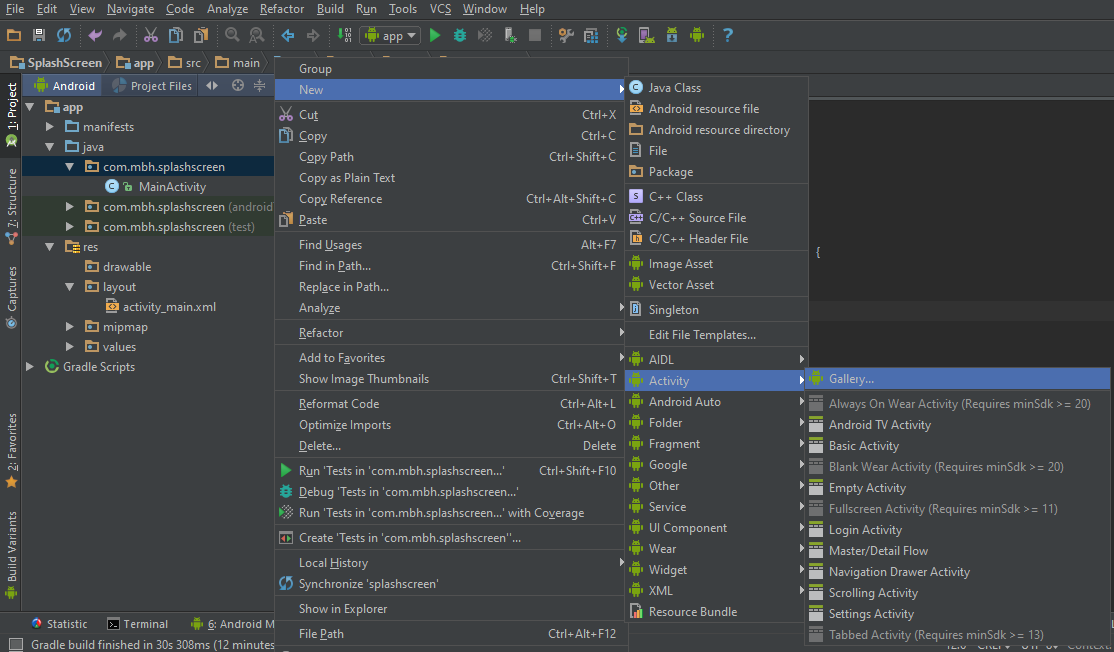 File Edit View Navigate Code Analyze Refactor Build Run Tools VCS Window Help
app
SplashScreen app src main
Android Project Files
1: Project
7: Structure
Captures
2: Favorites
Build Variants
app
manifests
java
com.mbh.splashscreen
MainActivity
com.mbh.splashscreen (android
com.mbh.splashscreen (test)
res
drawable
layout
activity_main.xml
mipmap
values
Gradle Scripts
Group
New
Cut Ctrl+X
Copy Ctrl+C
Copy Path Ctrl+Shift+C
Copy as Plain Text
Copy Reference Ctrl+Alt+Shift+C
Paste Ctrl+V
Find Usages Alt+F7
Find in Path... Ctrl+Shift+F
Replace in Path...
Analyze
Refactor
Add to Favorites
Show Image Thumbnails Ctrl+Shift+T
Reformat Code Ctrl+Alt+L
Optimize Imports Ctrl+Alt+O
Delete... Delete
Run 'Tests in 'com.mbh.splashscreen...' Ctrl+Shift+F10
Debug 'Tests in 'com.mbh.splashscreen...'
Run 'Tests in 'com.mbh.splashscreen...' with Coverage
Create 'Tests in 'com.mbh.splashscreen''...
Local History
Synchronize 'splashscreen'
Show in Explorer
File Path Ctrl+Alt+F12
Java Class
Android resource file
Android resource directory
File
Package
C++ Class
C/C++ Source File
C/C++ Header File
Image Asset
Vector Asset
Singleton
Edit File Templates...
AIDL
Activity
Android Auto
Folder
Fragment
Google
Other
Service
UI Component
Wear
Widget
XML
Resource Bundle
{
Gallery...
Always On Wear Activity (Requires minSdk >= 20)
Android TV Activity
Basic Activity
Blank Wear Activity (Requires minSdk >= 20)
Empty Activity
Fullscreen Activity (Requires minSdk >= 11)
Login Activity
Master/Detail Flow
Navigation Drawer Activity
Scrolling Activity
Settings Activity
Tabbed Activity (Requires minSdk >= 13)
Statistic Terminal 6: Android M
Gradle build finished in 30s 308ms (12 minutes